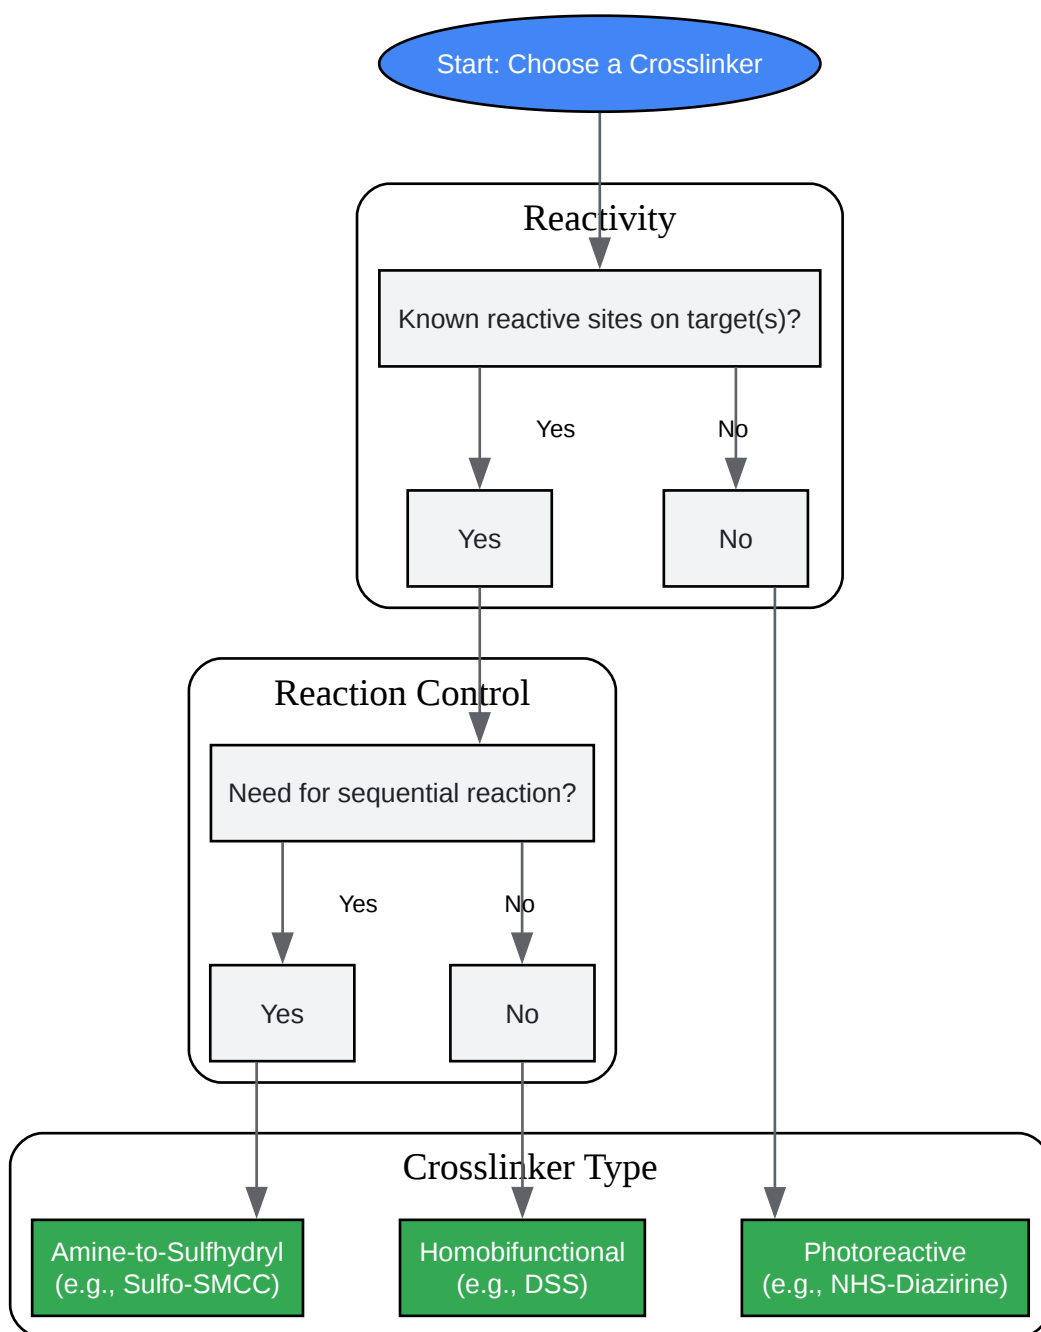 Start: Choose a Crosslinker
Reactivity
Known reactive sites on target(s)?
Yes
No
Yes
No
Reaction Control
Need for sequential reaction?
Yes
No
Yes
No
Crosslinker Type
Amine-to-Sulfhydryl
(e.g., Sulfo-SMCC)
Homobifunctional
(e.g., DSS)
Photoreactive
(e.g., NHS-Diazirine)